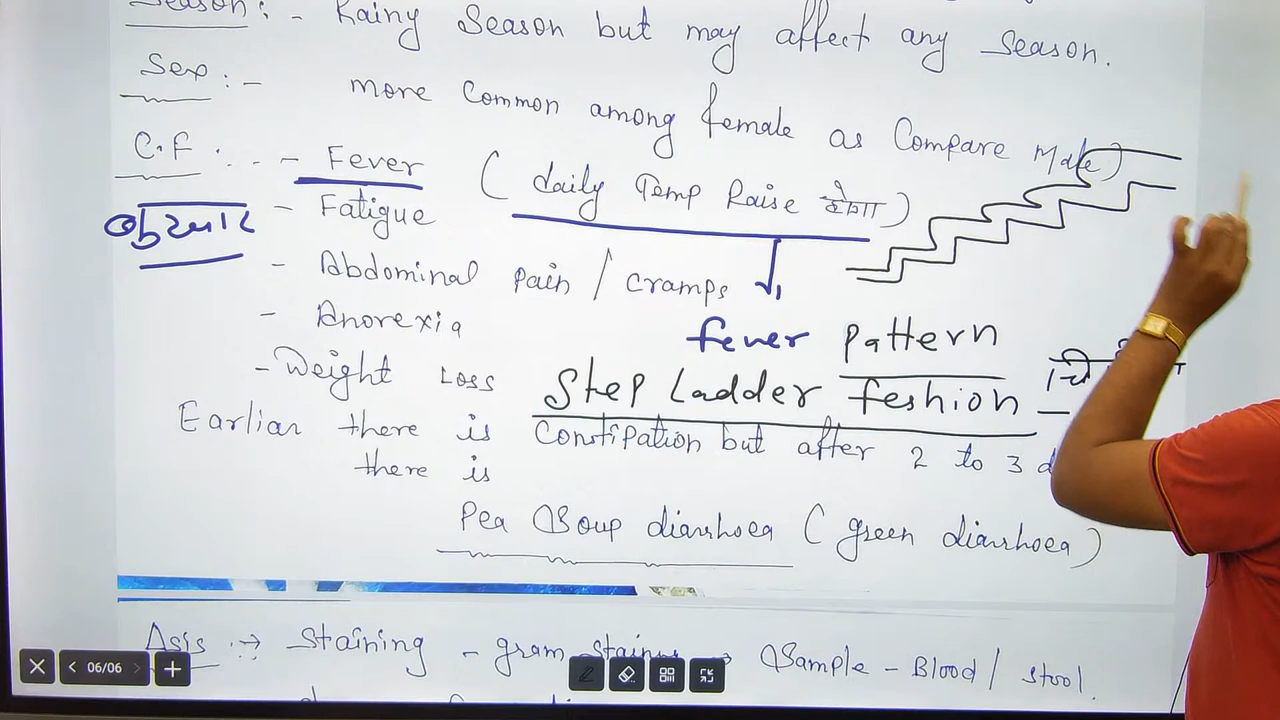 Season: - Rainy Season but may affect any Season.
Sex :- more Common among female as Compare Male)
C.F :- - Fever ( daily Temp Raise होना )
बुखार - Fatigue
- Abdominal pain / cramps
- Anorexia
fever pattern
- Weight Loss Step Ladder feshion -
Earlier there is Constipation but after 2 to 3 d
there is
Pea Soup diarrhoea ( green diarrhoea )
Asis :→ Staining - gram → Sample - Blood / Stool.
06/06